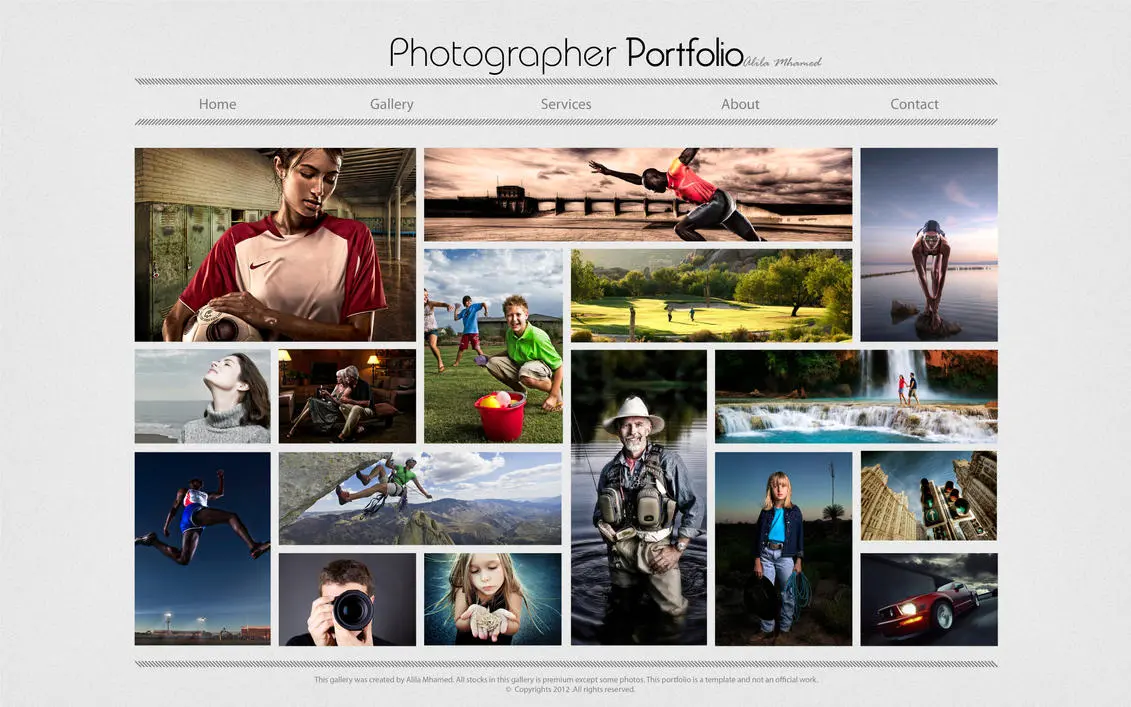 Photographer Portfolio Alila Mhamed
Home Gallery Services About Contact
This gallery was created by Alila Mhamed. All stocks in this gallery is premium except some photos. This portfolio is a template and not an official work.
© Copyrights 2012 .All rights reserved.